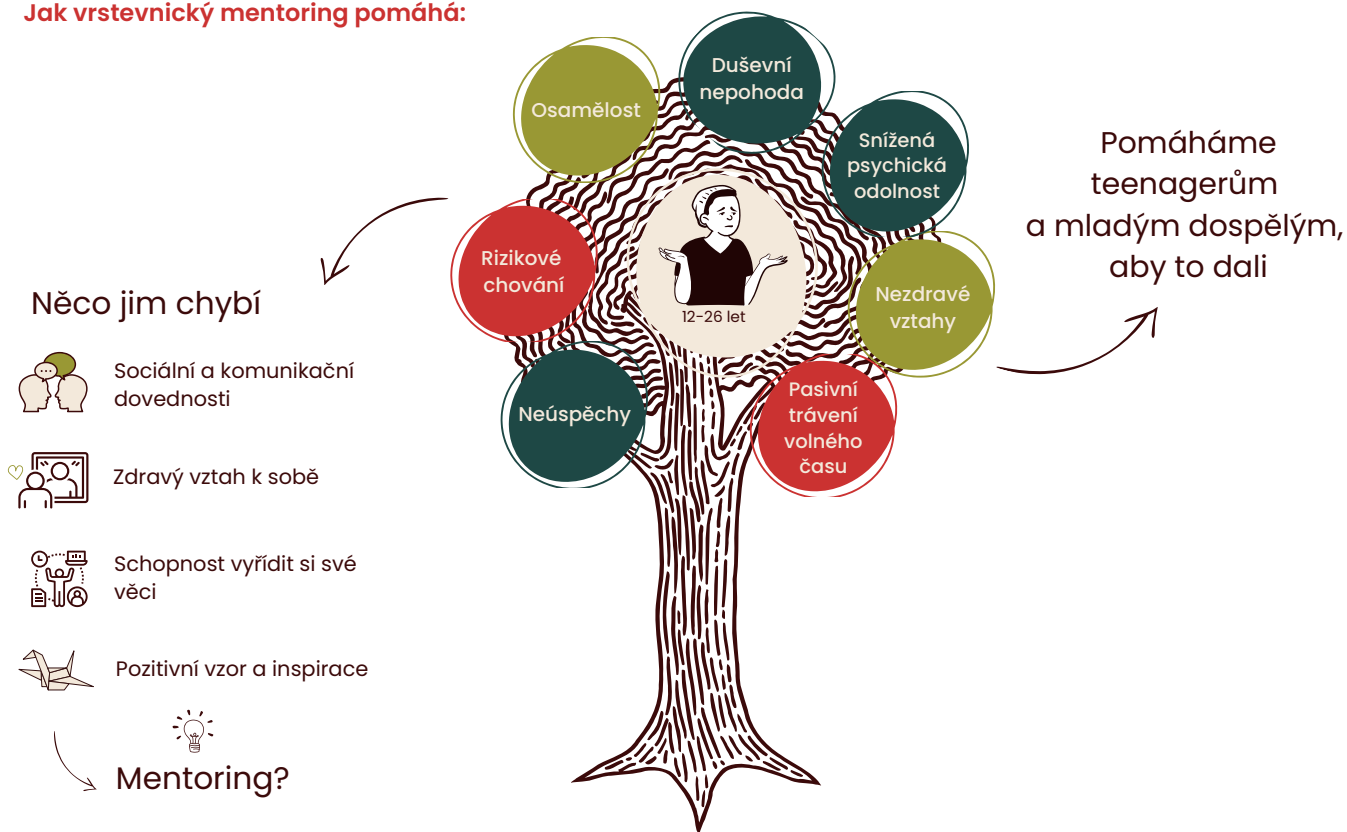 Jak vrstevnický mentoring pomáhá:
Osamělost
Duševní
nepohoda
Snížená
psychická
odolnost
Rizikové
chování
Nezdravé
vztahy
Neúspěchy
Pasivní
trávení
volného
času
12-26 let
Něco jim chybí
Sociální a komunikační
dovednosti
Zdravý vztah k sobě
Schopnost vyřídit si své
věci
Pozitivní vzor a inspirace
Mentoring?
Pomáháme
teenagerům
a mladým dospělým,
aby to dali